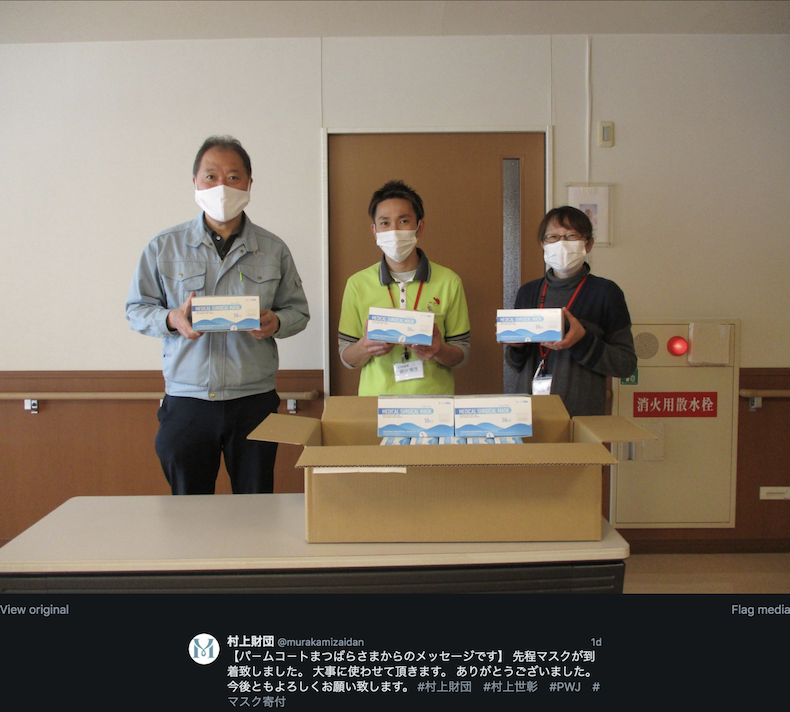 MEDICAL SURGICAL MASK
MEDICAL SURGICAL MASK
MEDICAL SURGICAL MASK
MEDICAL SURGICAL MASK
MEDICAL SURGICAL MASK
消火用散水栓
View original
Flag media
村上財団 @murakamizaidan
1d
【パームコートまつばらさまからのメッセージです】 先程マスクが到
着致しました。 大事に使わせて頂きます。 ありがとうございました。
今後ともよろしくお願い致します。 #村上財団 #村上世彰 #PWJ #
マスク寄付